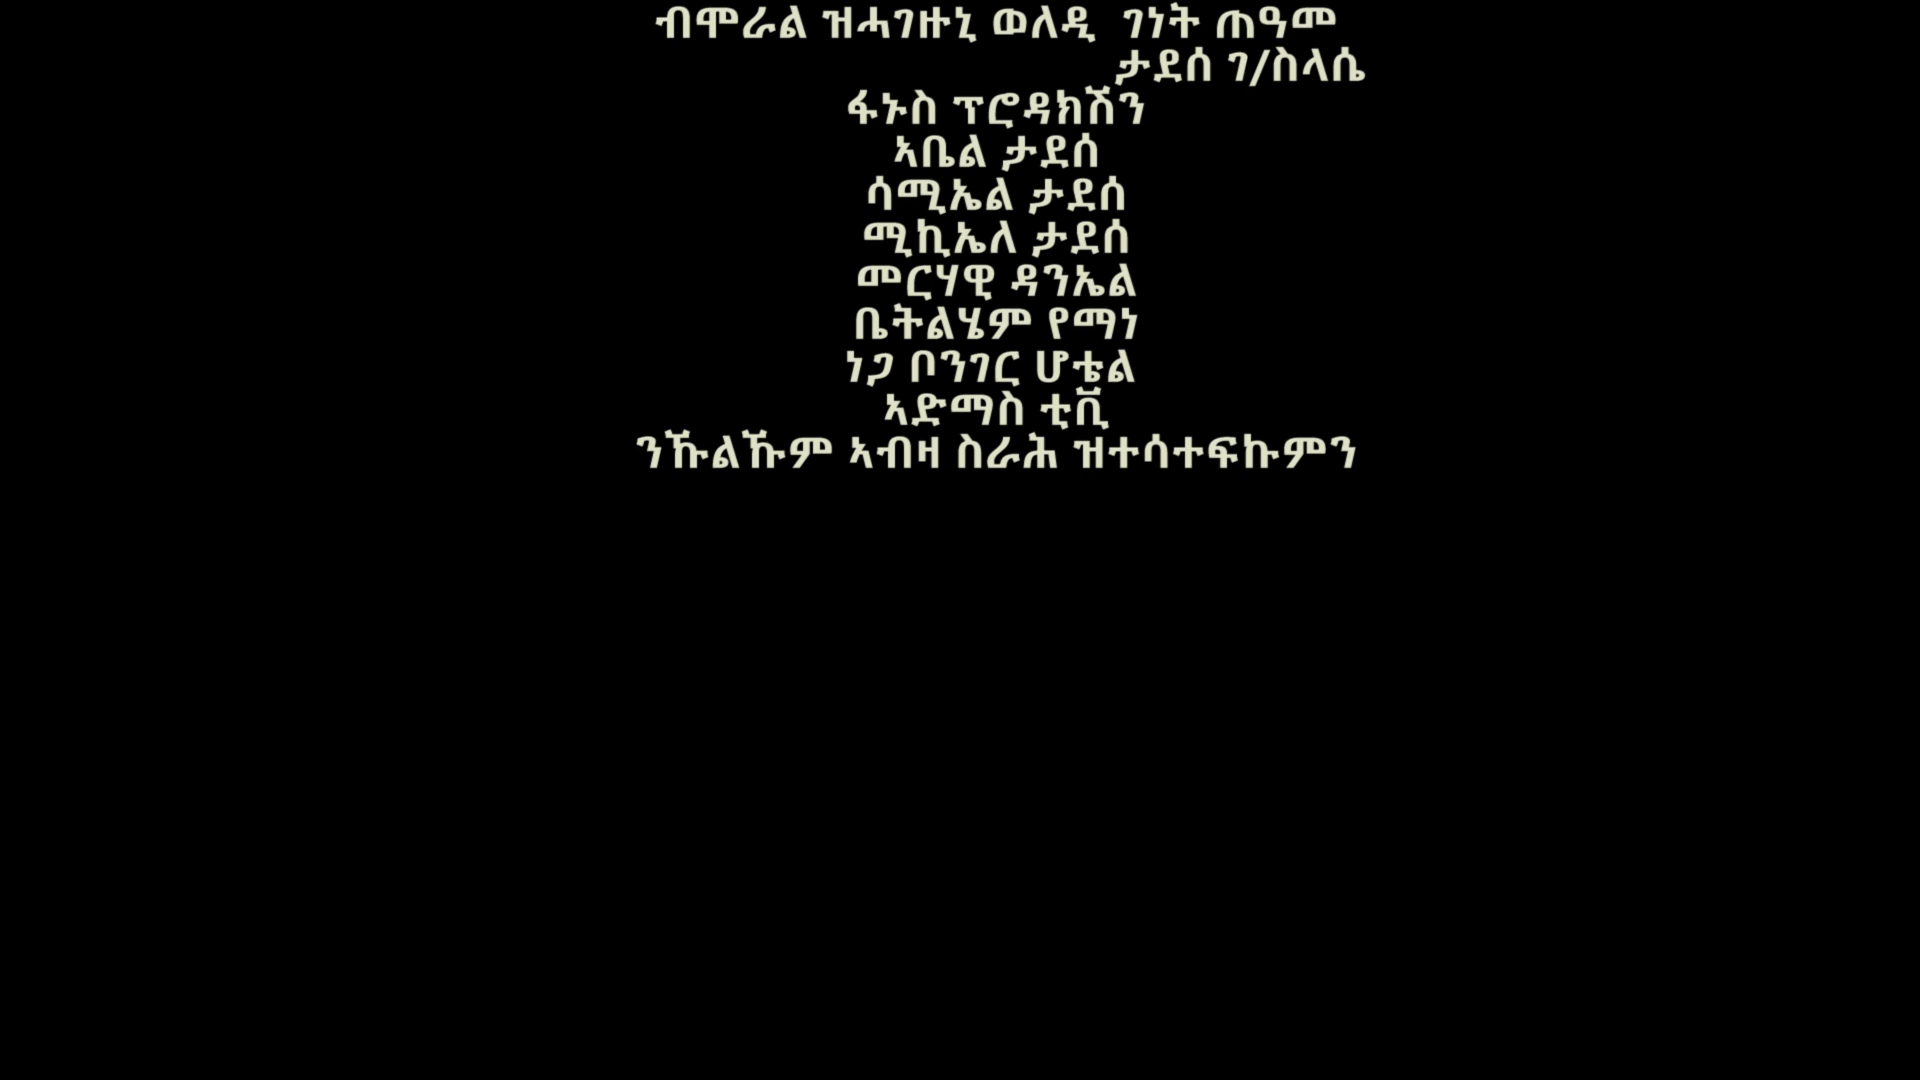 ብሞራል ዝሓገዙኒ ወለዲ ገነት ጠዓመ
ታደሰ ገ/ስላሴ
ፋኑስ ፕሮዳክሽን
ኣቤል ታደሰ
ሳሚኤል ታደሰ
ሚኪኤለ ታደሰ
መርሃዊ ዳንኤል
ቤትልሄም የማነ
ነጋ ቦንገር ሆቴል
ኣድማስ ቲቪ
ንኹልኹም ኣብዛ ስራሕ ዝተሳተፍኩምን